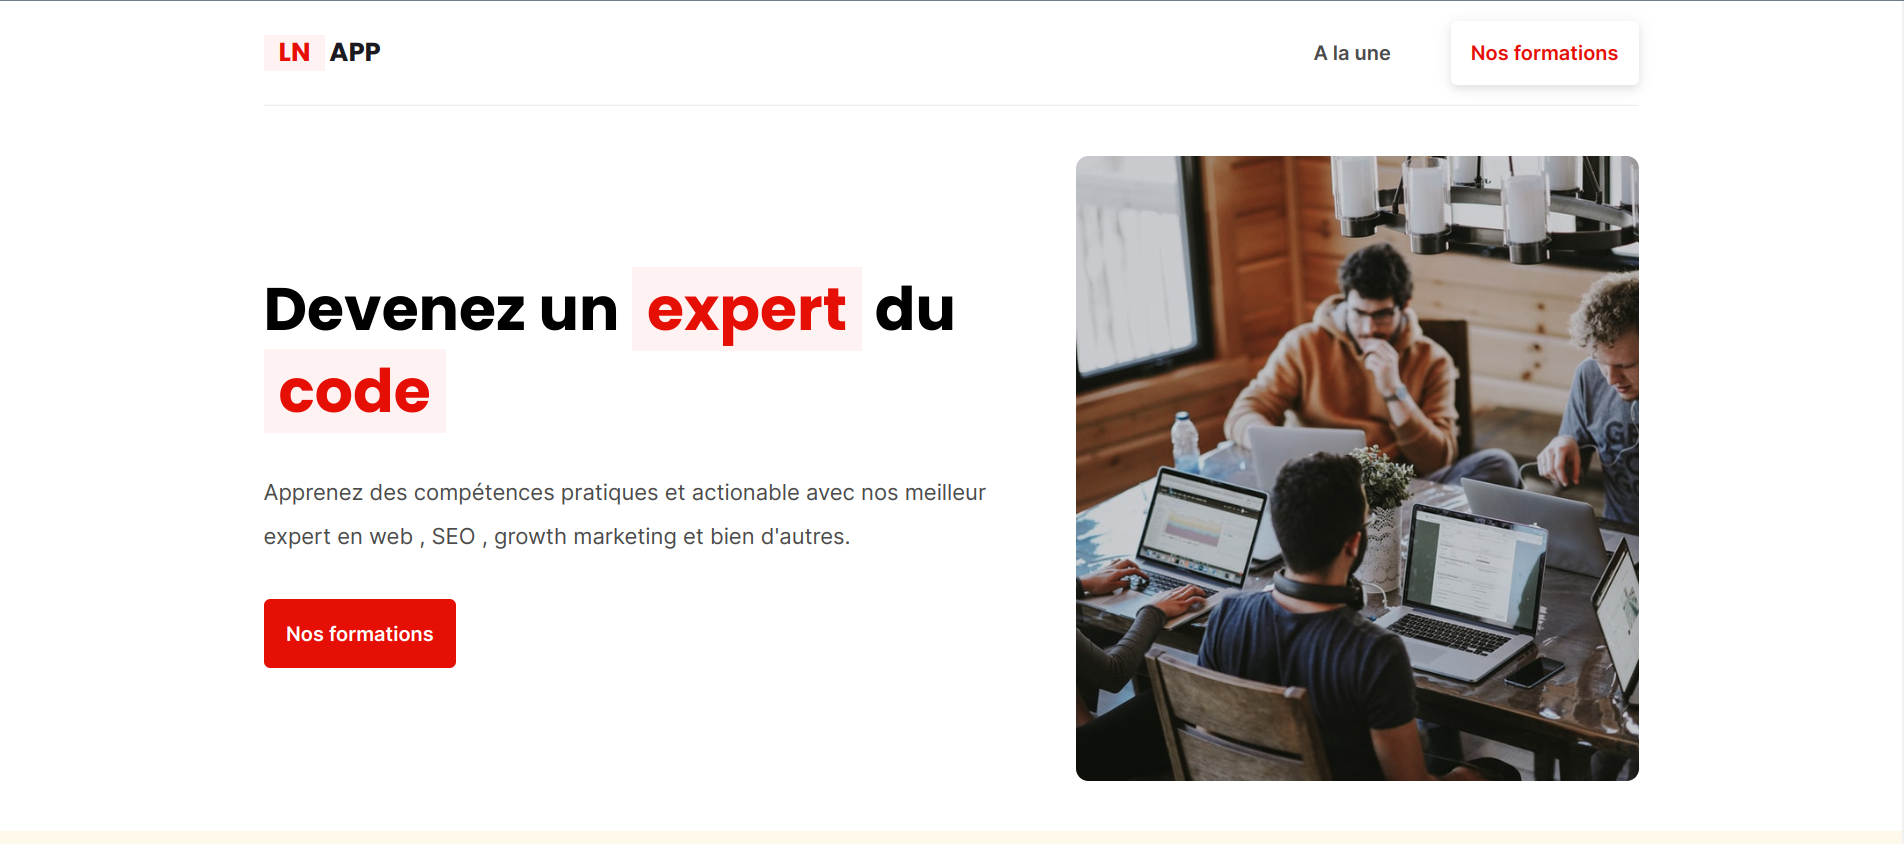 LN APP
A la une
Nos formations
Devenez un expert du
code
Apprenez des compétences pratiques et actionable avec nos meilleur
expert en web , SEO , growth marketing et bien d'autres.
Nos formations